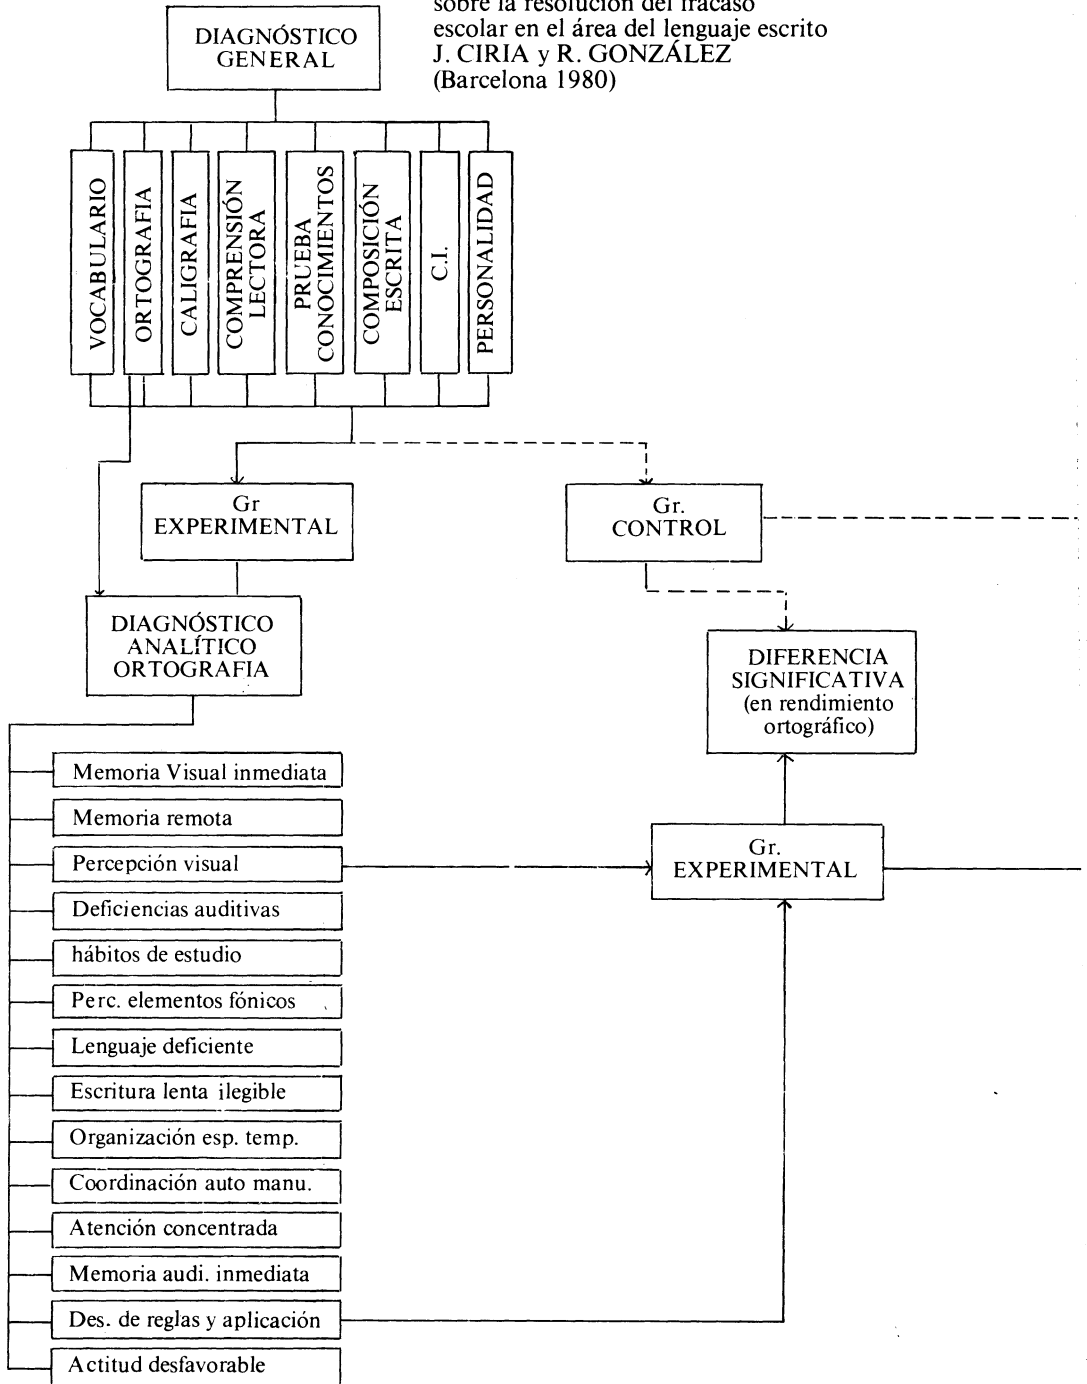 sobre la resolución del fracaso
escolar en el área del lenguaje escrito
J. CIRIA y R. GONZÁLEZ
(Barcelona 1980)
DIAGNÓSTICO
GENERAL
VOCABULARIO
ORTOGRAFIA
CALIGRAFIA
COMPRENSIÓN
LECTORA
PRUEBA
CONOCIMIENTOS
COMPOSICIÓN
ESCRITA
C.I.
PERSONALIDAD
Gr
EXPERIMENTAL
Gr.
CONTROL
DIAGNÓSTICO
ANALÍTICO
ORTOGRAFIA
DIFERENCIA
SIGNIFICATIVA
(en rendimiento
ortográfico)
Memoria Visual inmediata
Memoria remota
Percepción visual
Gr.
EXPERIMENTAL
Deficiencias auditivas
hábitos de estudio
Perc. elementos fónicos
Lenguaje deficiente
Escritura lenta ilegible
Organización esp. temp.
Coordinación auto manu.
Atención concentrada
Memoria audi. inmediata
Des. de reglas y aplicación
Actitud desfavorable